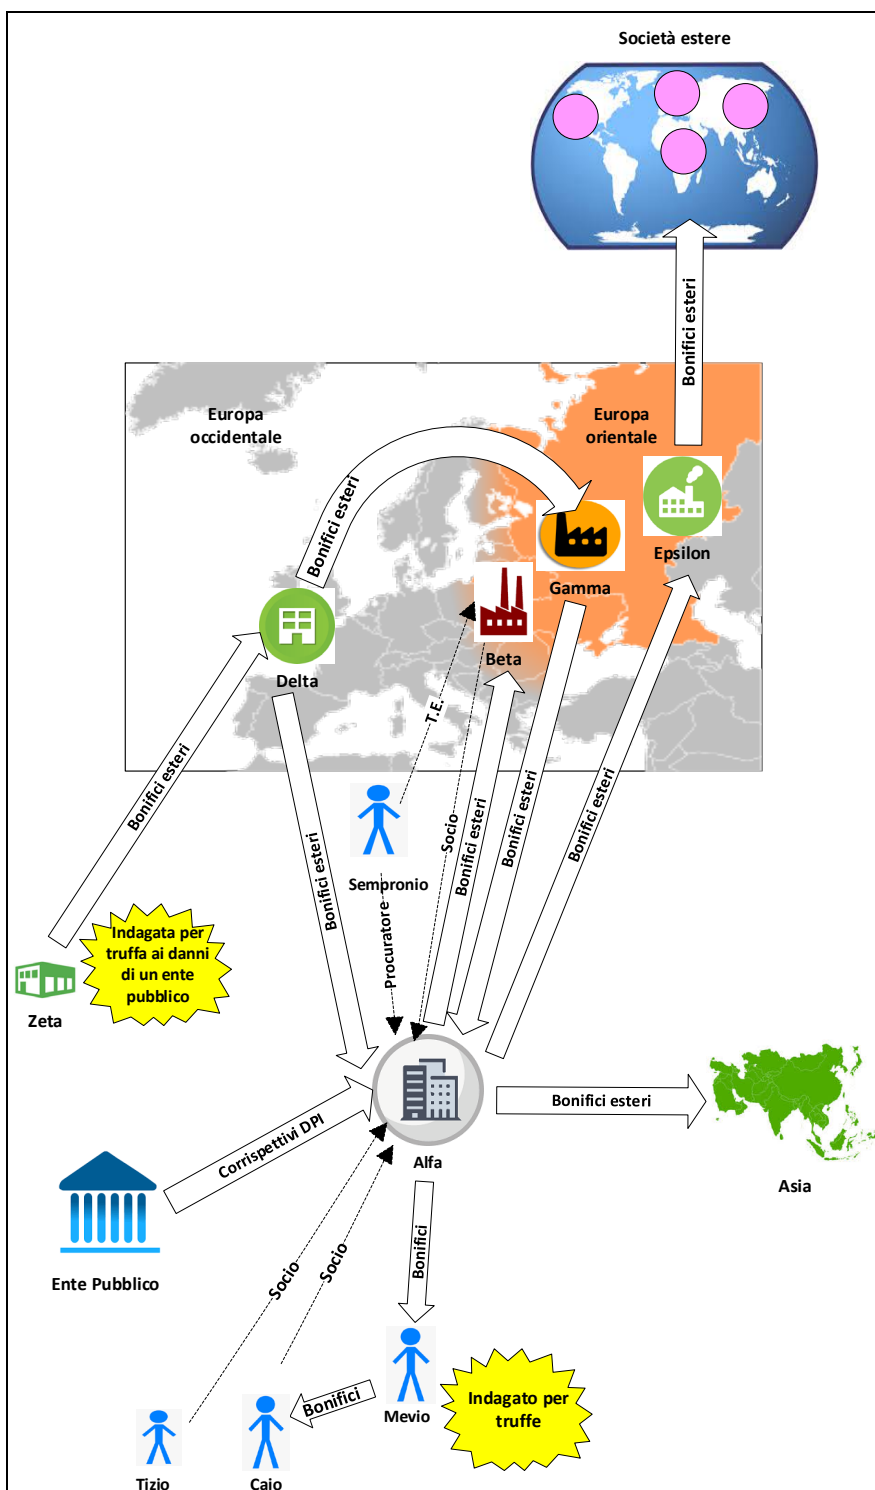 Società estere
Bonifici esteri
Europa
occidentale
Europa
orientale
Bonifici esteri
Epsilon
Gamma
Beta
Delta
T.E.
Bonifici esteri
Bonifici esteri
Socio
Bonifici esteri
Bonifici esteri
Bonifici esteri
Sempronio
Procuratore
Indagata per
truffa ai danni
di un ente
pubblico
Zeta
Bonifici esteri
Corrispettivi DPI
Alfa
Asia
Ente Pubblico
Bonifici
Socio
Socio
Bonifici
Mevio
Indagato per
truffe
Tizio
Caio